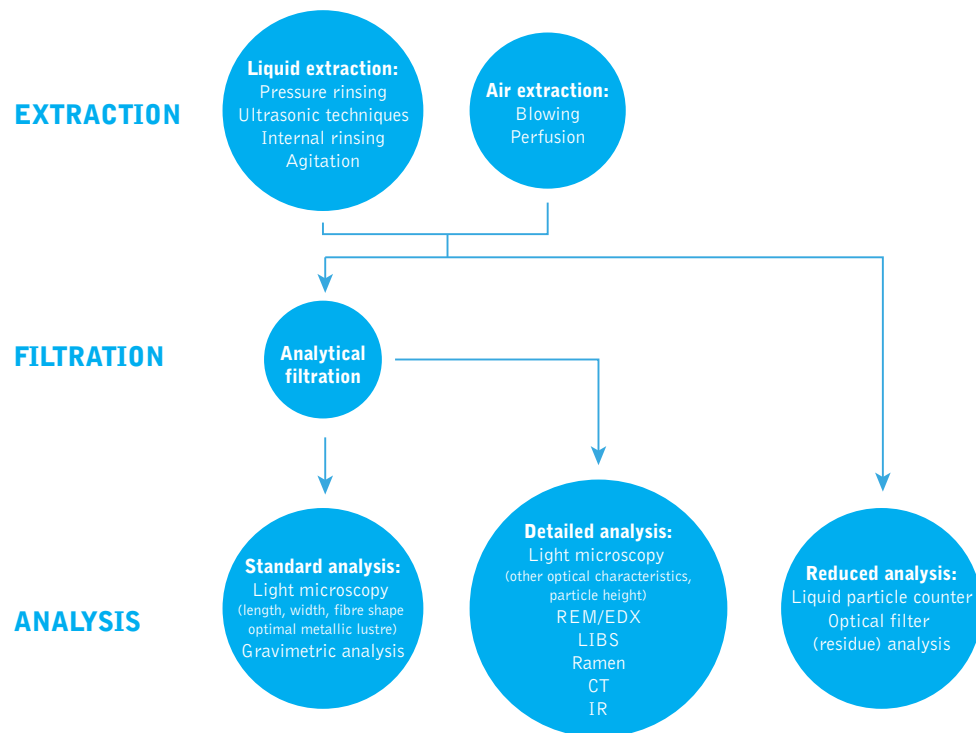 EXTRACTION
Liquid extraction:
Pressure rinsing
Ultrasonic techniques
Internal rinsing
Agitation
Air extraction:
Blowing
Perfusion
FILTRATION
Analytical
filtration
ANALYSIS
Standard analysis:
Light microscopy
(length, width, fibre shape
optimal metallic lustre)
Gravimetric analysis
Detailed analysis:
Light microscopy
(other optical characteristics,
particle height)
REM/EDX
LIBS
Ramen
CT
IR
Reduced analysis:
Liquid particle counter
Optical filter
(residue) analysis